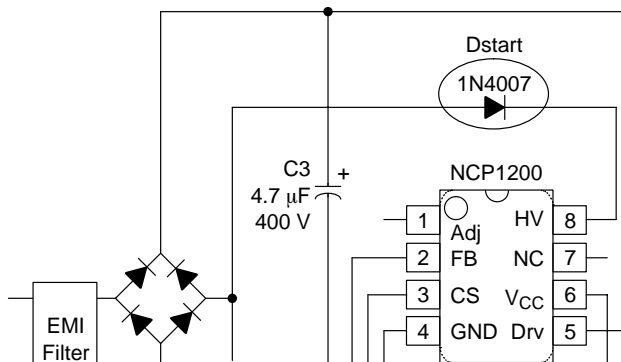 Dstart
1N4007
C3
+
4.7 μF
400 V
NCP1200
1
Adj
HV
8
2
FB
NC
7
3
CS
VCC
6
4
GND
Drv
5
EMI
Filter